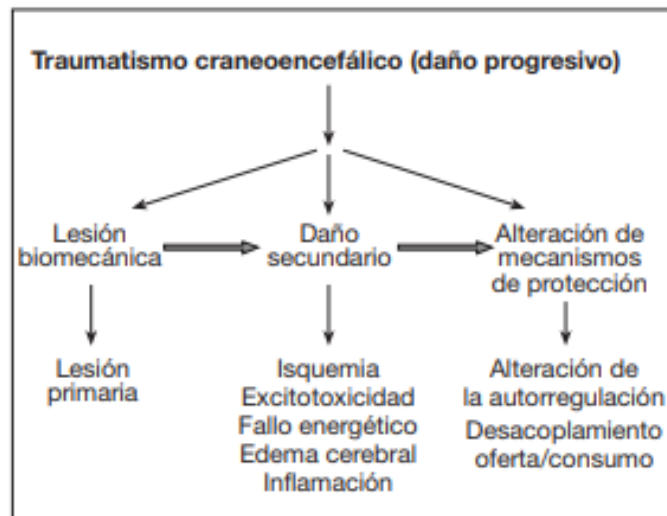 Traumatismo craneoencefálico (daño progresivo)
Lesión
biomecánica
Daño
secundario
Alteración de
mecanismos
de protección
Lesión
primaria
Isquemia
Excitotoxicidad
Fallo energético
Edema cerebral
Inflamación
Alteración de
la autorregulación
Desacoplamiento
oferta/consumo